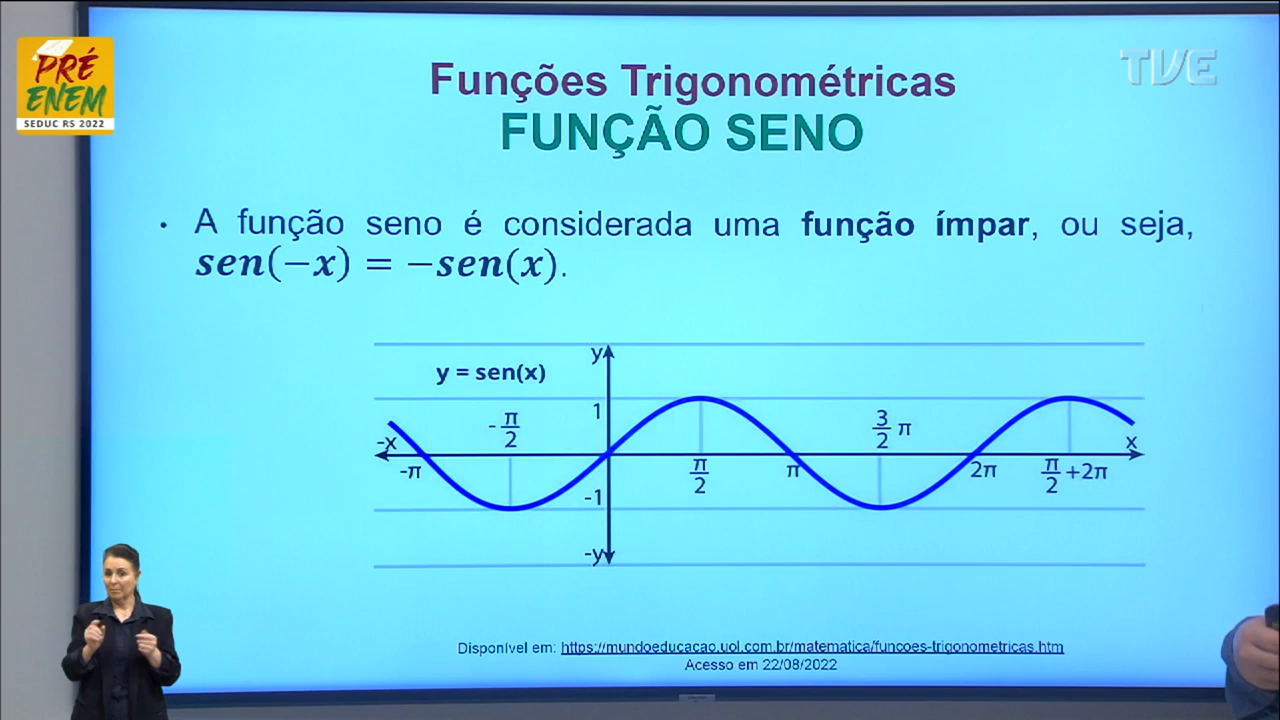 PRÉ
ENEM
SEDUC RS 2022
TVE
Funções Trigonométricas
FUNÇÃO SENO
• A função seno é considerada uma função ímpar, ou seja,
sen(−x) = −sen(x).
y
y = sen(x)
1
-π/2
3/2 π
-x
x
-π
π/2
π
2π
π/2 +2π
-1
-y
Disponível em: https://mundoeducacao.uol.com.br/matematica/funcoes-trigonometricas.htm
Acesso em 22/08/2022